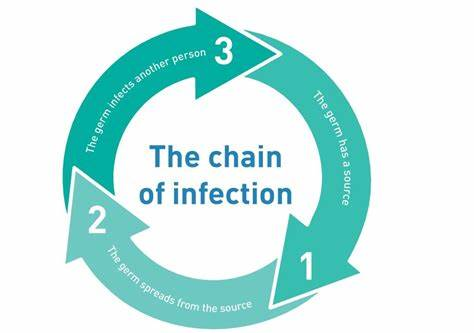 The chain
of infection
The germ has a source
1
The germ spreads from the source
2
The germ infects another person
3